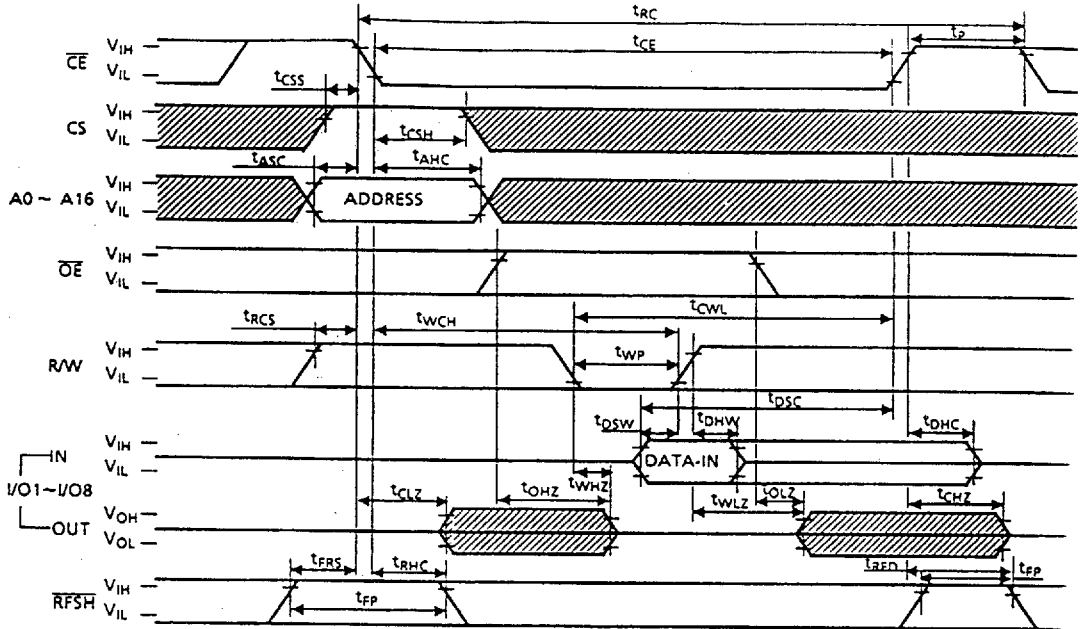 tRC
VIH
CE
VIL
tCE
tP
tCSS
VIH
CS
VIL
tCSH
tASC
tAHC
VIH
A0 ~ A16
VIL
ADDRESS
VIH
OE
VIL
tCWL
tRCS
tWCH
VIH
R/W
VIL
tWP
tDSC
tDSW
tDHW
tDHC
VIH
IN
VIL
DATA-IN
I/O1~I/O8
tWHZ
tCLZ
tOHZ
tWLZ
tOLZ
tCHZ
VOH
OUT
VOL
tFRS
tRHC
tRFD
tFP
VIH
RFSH
VIL
tFP